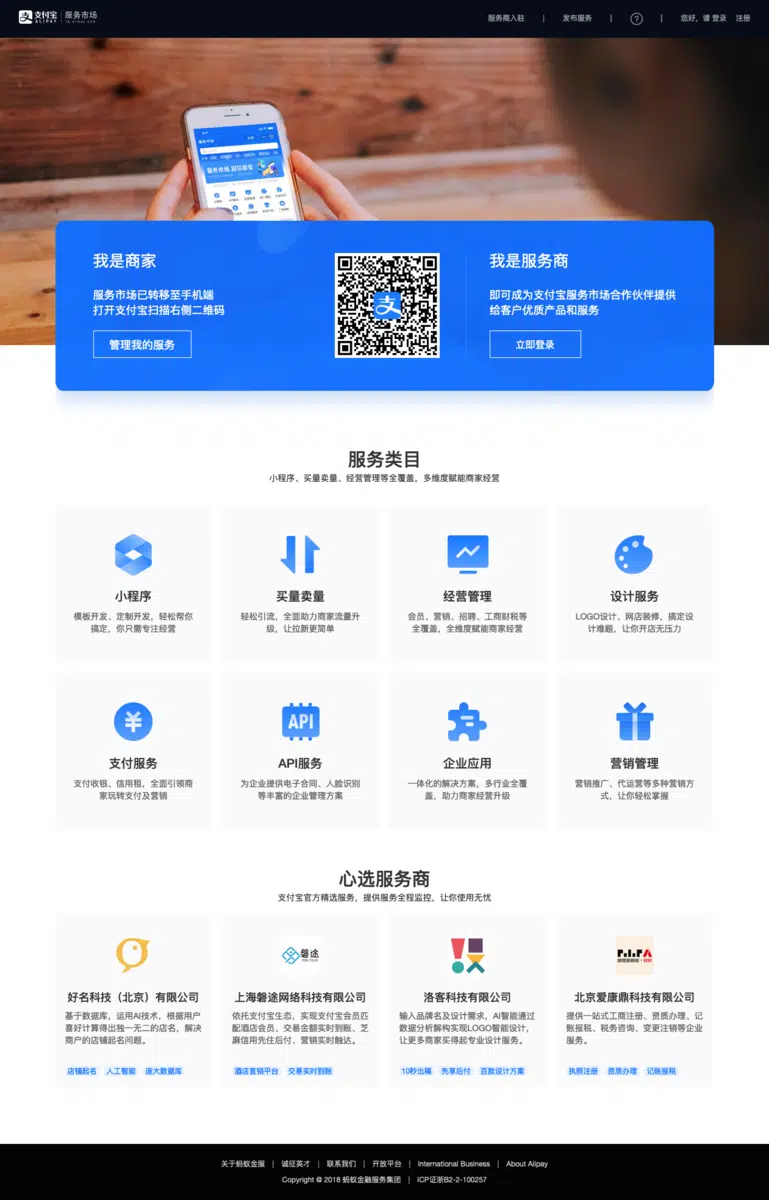 支付宝 服务市场
ALIPAY
服务商入驻 | 发布服务 | ? | 您好，请 登录 注册
服务市场
我是商家
服务市场已转移至手机端
打开支付宝扫描右侧二维码
管理我的服务
支
我是服务商
即可成为支付宝服务市场合作伙伴提供
给客户优质产品和服务
立即登录
服务类目
小程序、买量卖量、经营管理等全覆盖，多维度赋能商家经营
小程序
模板开发、定制开发，轻松帮你
搞定，你只需专注经营
买量卖量
轻松引流，全面助力商家流量升
级，让拉新更简单
经营管理
会员、营销、招聘、工商财税等
全覆盖，全维度赋能商家经营
设计服务
LOGO设计、网店装修，搞定设
计难题，让你开店无压力
支付服务
支付收银、信用租，全面引领商
家玩转支付及营销
API
API服务
为企业提供电子合同、人脸识别
等丰富的企业管理方案
企业应用
一体化的解决方案，多行业全覆
盖，助力商家经营升级
营销管理
营销推广、代运营等多种营销方
式，让你轻松掌握
心选服务商
支付宝官方精选服务，提供服务全程监控，让你使用无忧
好名科技（北京）有限公司
基于数据库，运用AI技术，根据用户
喜好计算得出独一无二的店名，解决
商户的店铺起名问题。
店铺起名 人工智能 庞大数据库
磐途
上海磐途网络科技有限公司
依托支付宝生态，实现支付宝会员匹
配酒店会员、交易金额实时到账、芝
麻信用先住后付、营销实时触达。
酒店直销平台 交易实时到账
洛客科技有限公司
输入品牌名及设计需求，AI智能通过
数据分析解构实现LOGO智能设计，
让更多商家买得起专业设计服务。
10秒出稿 先享后付 百款设计方案
北京爱康鼎科技有限公司
提供一站式工商注册、资质办理、记
账报税、税务咨询、变更注销等企业
服务。
执照注册 资质办理 记账报税
关于蚂蚁金服 | 诚征英才 | 联系我们 | 开放平台 | International Business | About Alipay
Copyright @ 2018 蚂蚁金融服务集团 | ICP证浙B2-2-100257